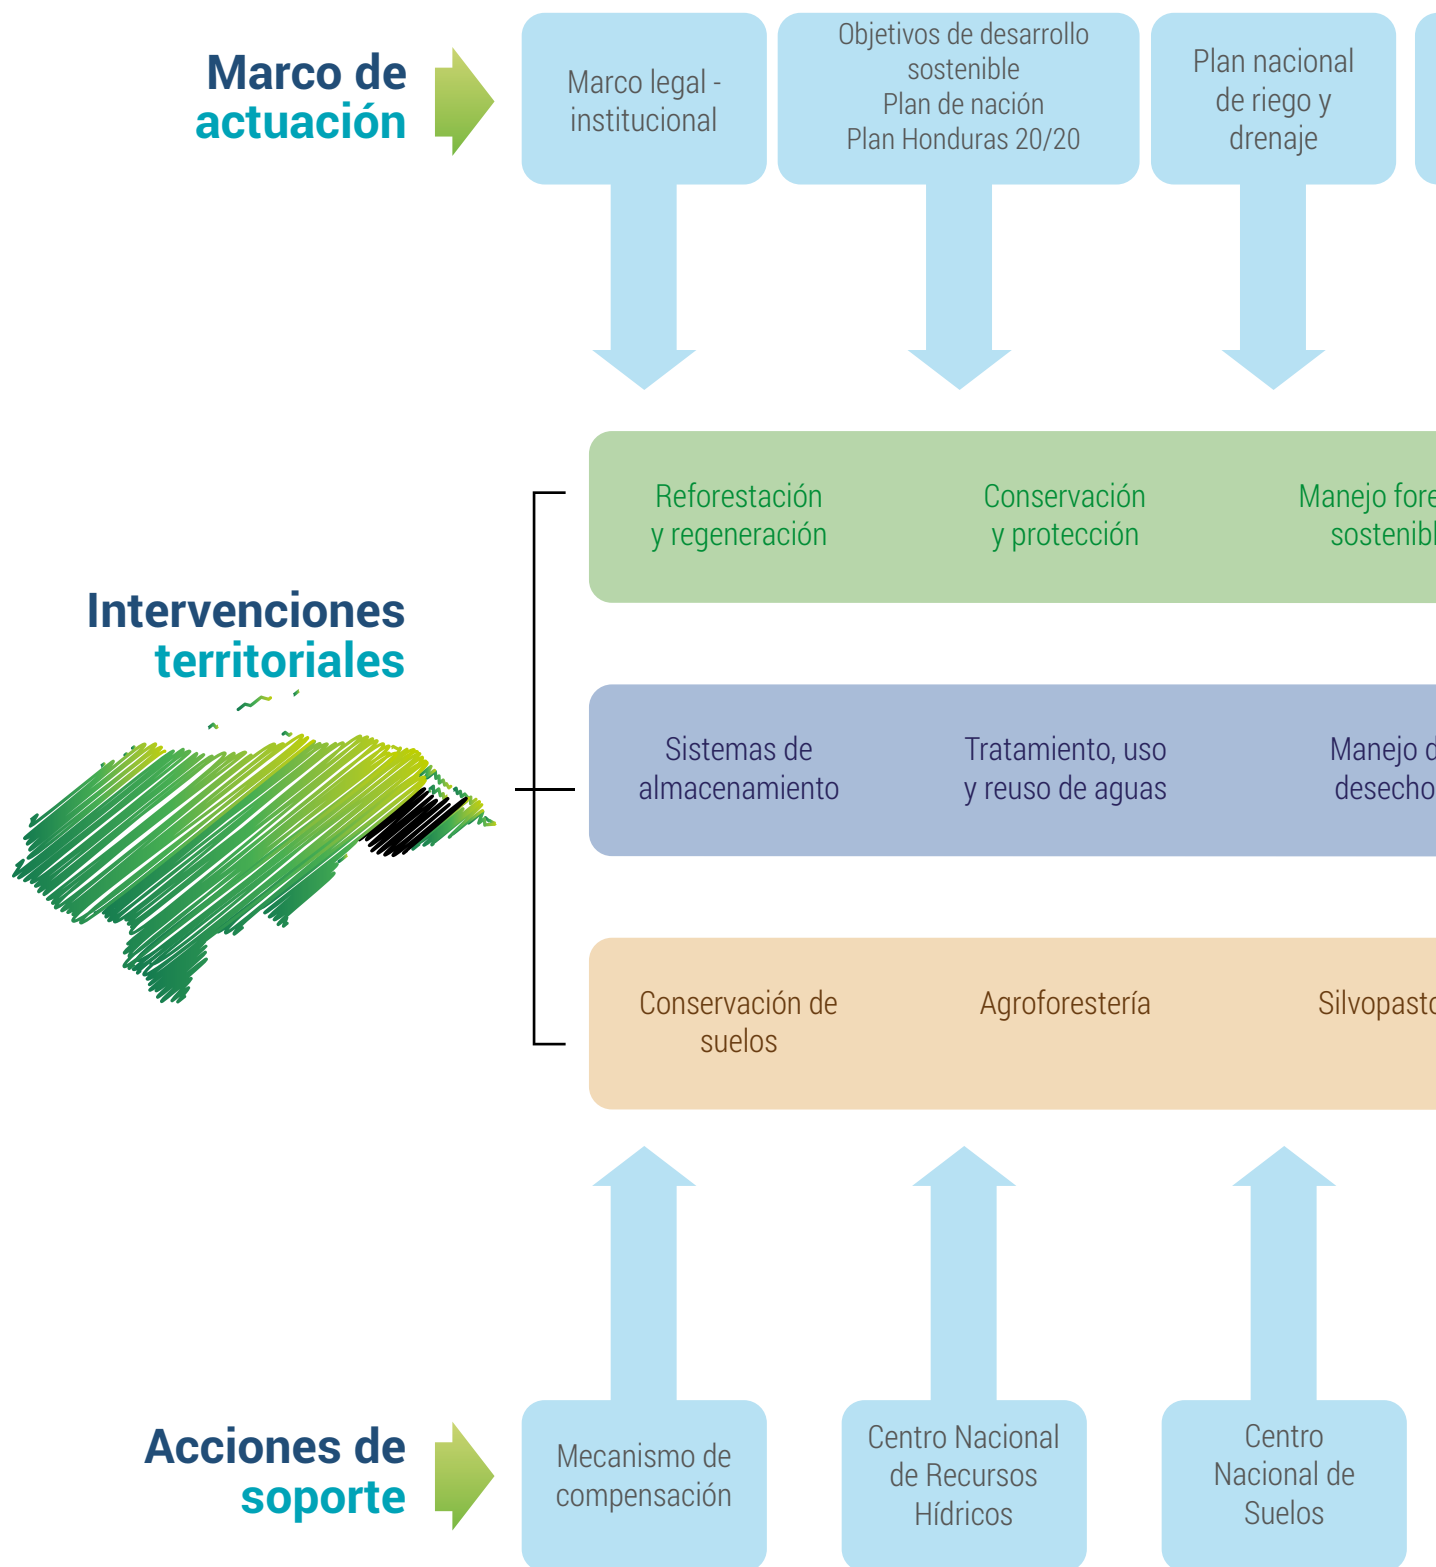 Marco de
actuación
Marco legal -
institucional
Objetivos de desarrollo
sostenible
Plan de nación
Plan Honduras 20/20
Plan nacional
de riego y
drenaje
Intervenciones
territoriales
Reforestación
y regeneración
Conservación
y protección
Manejo
Sistemas de
almacenamiento
Tratamiento, uso
y reuso de aguas
Manejo
Conservación de
suelos
Agroforestería
Acciones de
soporte
Mecanismo de
compensación
Centro Nacional
de Recursos
Hídricos
Centro
Nacional de
Suelos